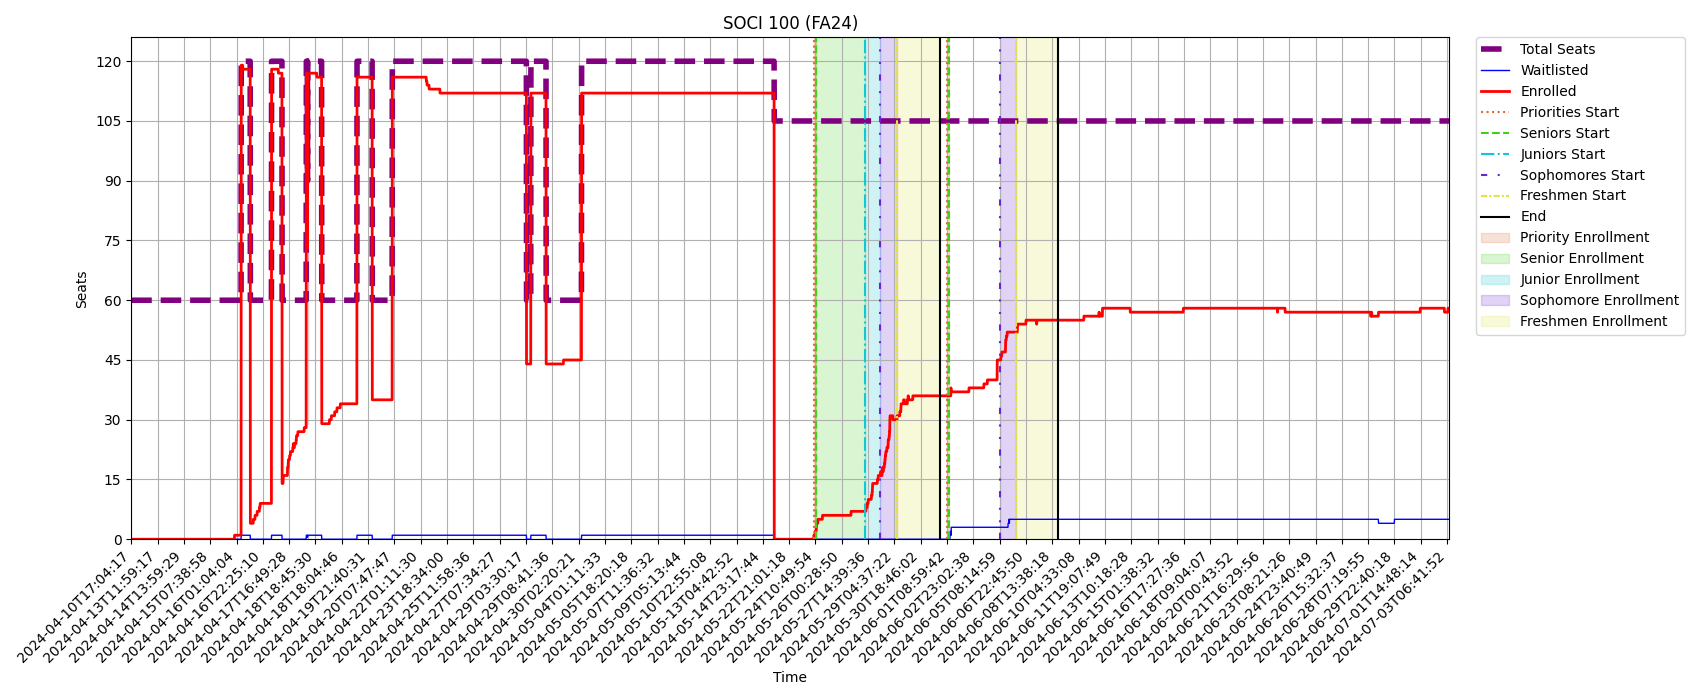 SOCI 100 (FA24)
Seats
120
105
90
75
60
45
30
15
0
2024-04-10T17:04:17
2024-04-13T11:59:17
2024-04-14T13:59:29
2024-04-15T07:38:58
2024-04-16T01:04:04
2024-04-16T22:25:10
2024-04-17T16:49:28
2024-04-18T18:45:30
2024-04-18T18:04:46
2024-04-19T21:40:31
2024-04-20T07:47:47
2024-04-22T01:11:30
2024-04-23T18:34:00
2024-04-25T11:58:36
2024-04-27T07:34:27
2024-04-29T03:30:17
2024-04-29T08:41:36
2024-04-30T02:20:21
2024-05-04T01:11:33
2024-05-05T18:20:18
2024-05-07T11:36:32
2024-05-09T05:13:44
2024-05-10T22:55:08
2024-05-13T04:42:52
2024-05-14T23:17:44
2024-05-22T21:01:18
2024-05-24T10:49:54
2024-05-26T00:28:50
2024-05-27T14:39:36
2024-05-29T04:37:22
2024-05-30T18:46:02
2024-06-01T08:59:42
2024-06-02T23:02:38
2024-06-05T08:14:59
2024-06-06T22:45:50
2024-06-08T13:38:18
2024-06-10T04:33:08
2024-06-11T19:07:49
2024-06-13T10:18:28
2024-06-15T01:38:32
2024-06-16T17:27:36
2024-06-18T09:04:07
2024-06-20T00:43:52
2024-06-21T16:29:56
2024-06-23T08:21:26
2024-06-24T23:40:49
2024-06-26T15:32:37
2024-06-28T07:19:55
2024-06-29T22:40:18
2024-07-01T14:48:14
2024-07-03T06:41:52
Time
Total Seats
Waitlisted
Enrolled
Priorities Start
Seniors Start
Juniors Start
Sophomores Start
Freshmen Start
End
Priority Enrollment
Senior Enrollment
Junior Enrollment
Sophomore Enrollment
Freshmen Enrollment